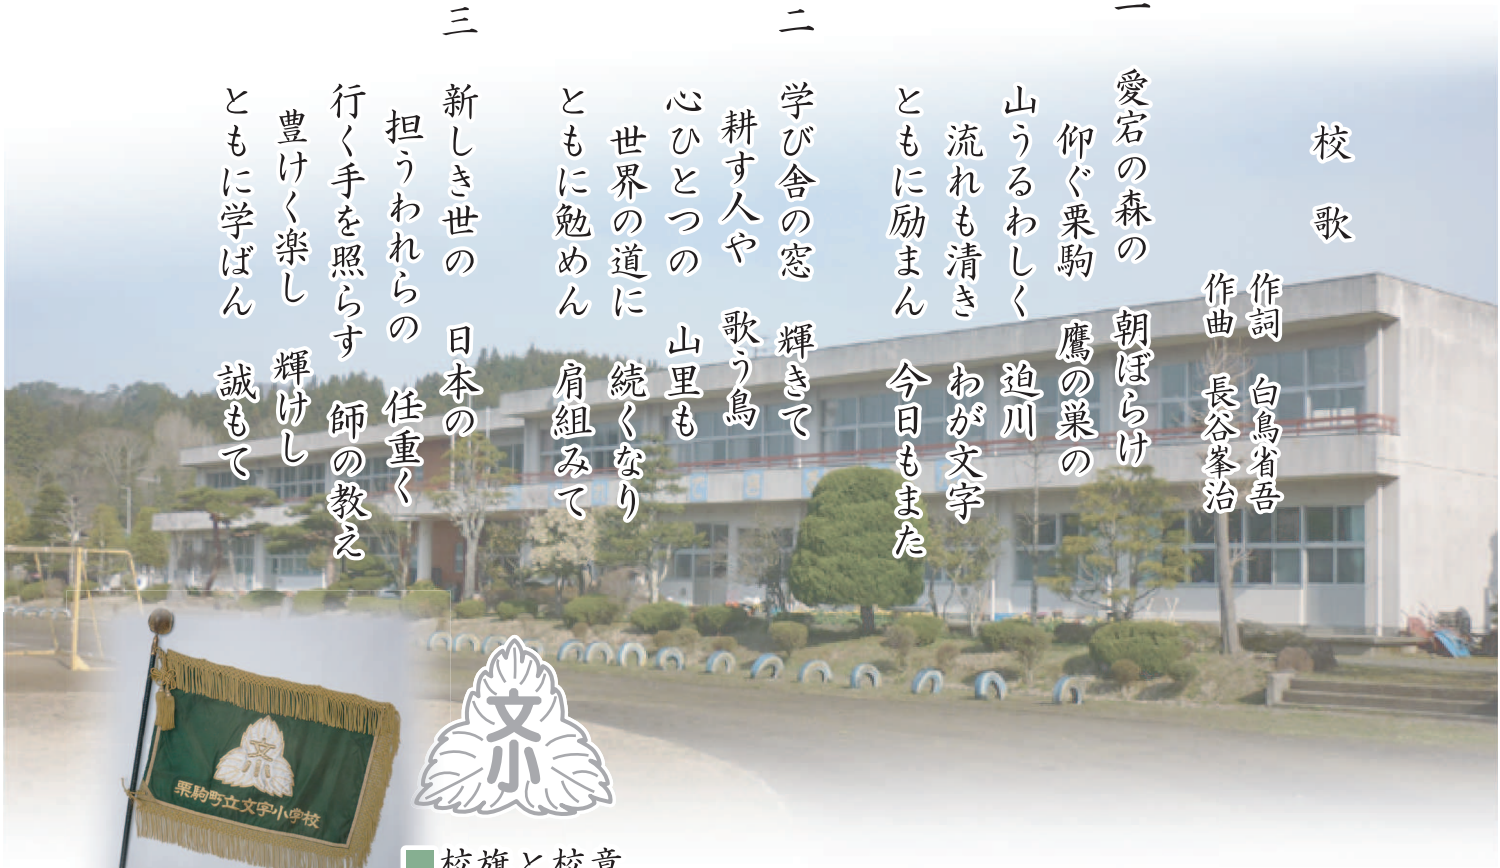 校 歌
作詞 白鳥省吾
作曲 長谷峯治
一 愛宕の森の 朝ぼらけ
仰ぐ栗駒 鷹の巣の
山うるわしく 迫川
流れも清き わが文字
ともに励まん 今日もまた
二 学び舎の窓 輝きて
耕す人や 歌う鳥
心ひとつの 山里も
世界の道に 続くなり
ともに勉めん 肩組みて
三 新しき世の 日本の
担うわれらの 任重く
行く手を照らす 師の教え
豊けく楽し 輝けし
ともに学ばん 誠もて
文小
栗駒町立文字小学校
文小
校旗と校章